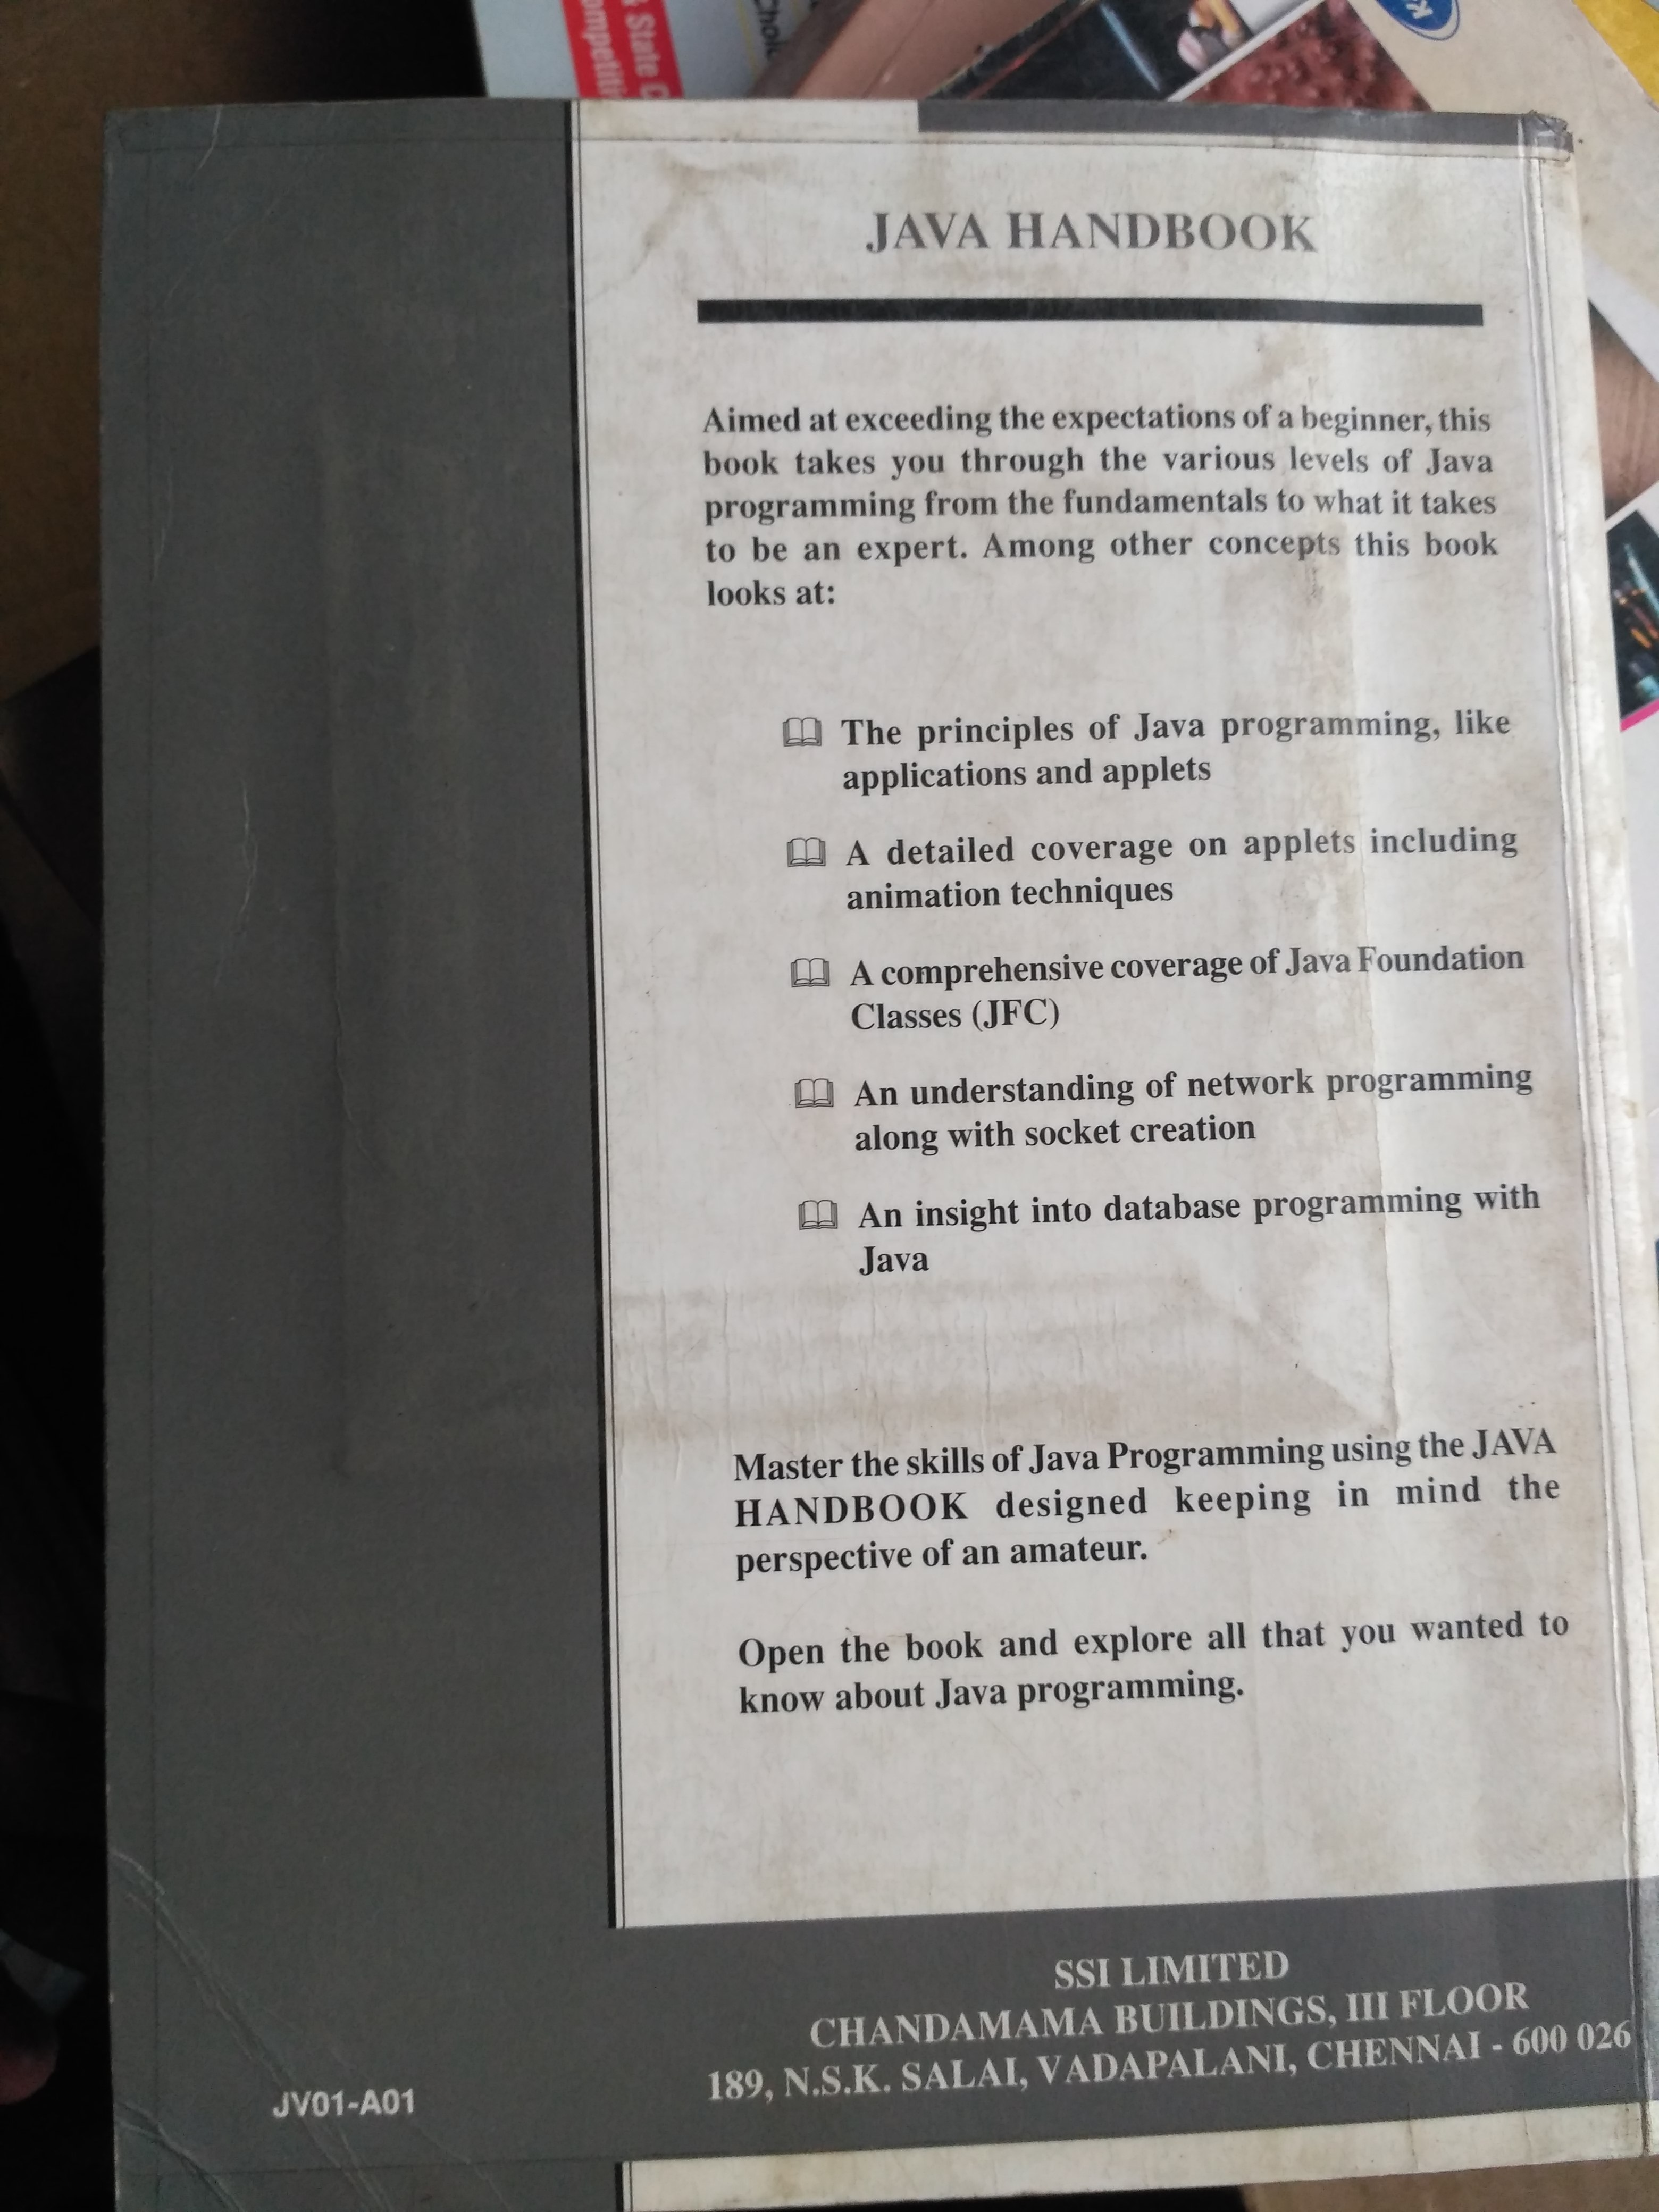 State C
ompetiti
Choic
K
JAVA HANDBOOK
Aimed at exceeding the expectations of a beginner, this
book takes you through the various levels of Java
programming from the fundamentals to what it takes
to be an expert. Among other concepts this book
looks at:
The principles of Java programming, like
applications and applets
A detailed coverage on applets including
animation techniques
A comprehensive coverage of Java Foundation
Classes (JFC)
An understanding of network programming
along with socket creation
An insight into database programming with
Java
Master the skills of Java Programming using the JAVA
HANDBOOK designed keeping in mind the
perspective of an amateur.
Open the book and explore all that you wanted to
know about Java programming.
SSI LIMITED
CHANDAMAMA BUILDINGS, III FLOOR
189, N.S.K. SALAI, VADAPALANI, CHENNAI - 600 026
JV01-A01